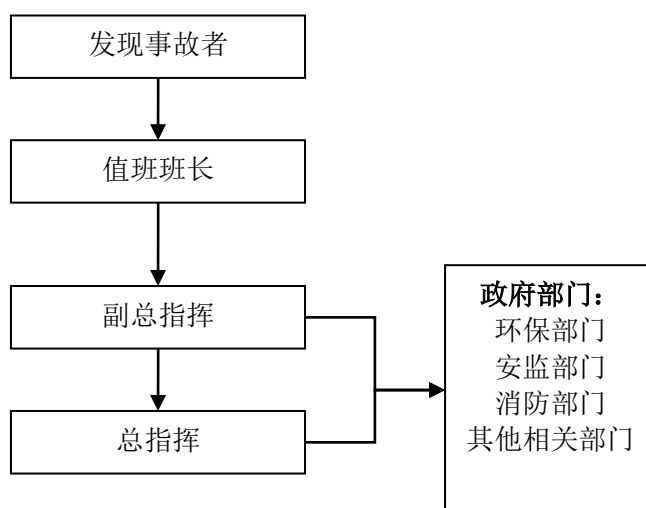 发现事故者
值班班长
副总指挥
总指挥
政府部门：
环保部门
安监部门
消防部门
其他相关部门